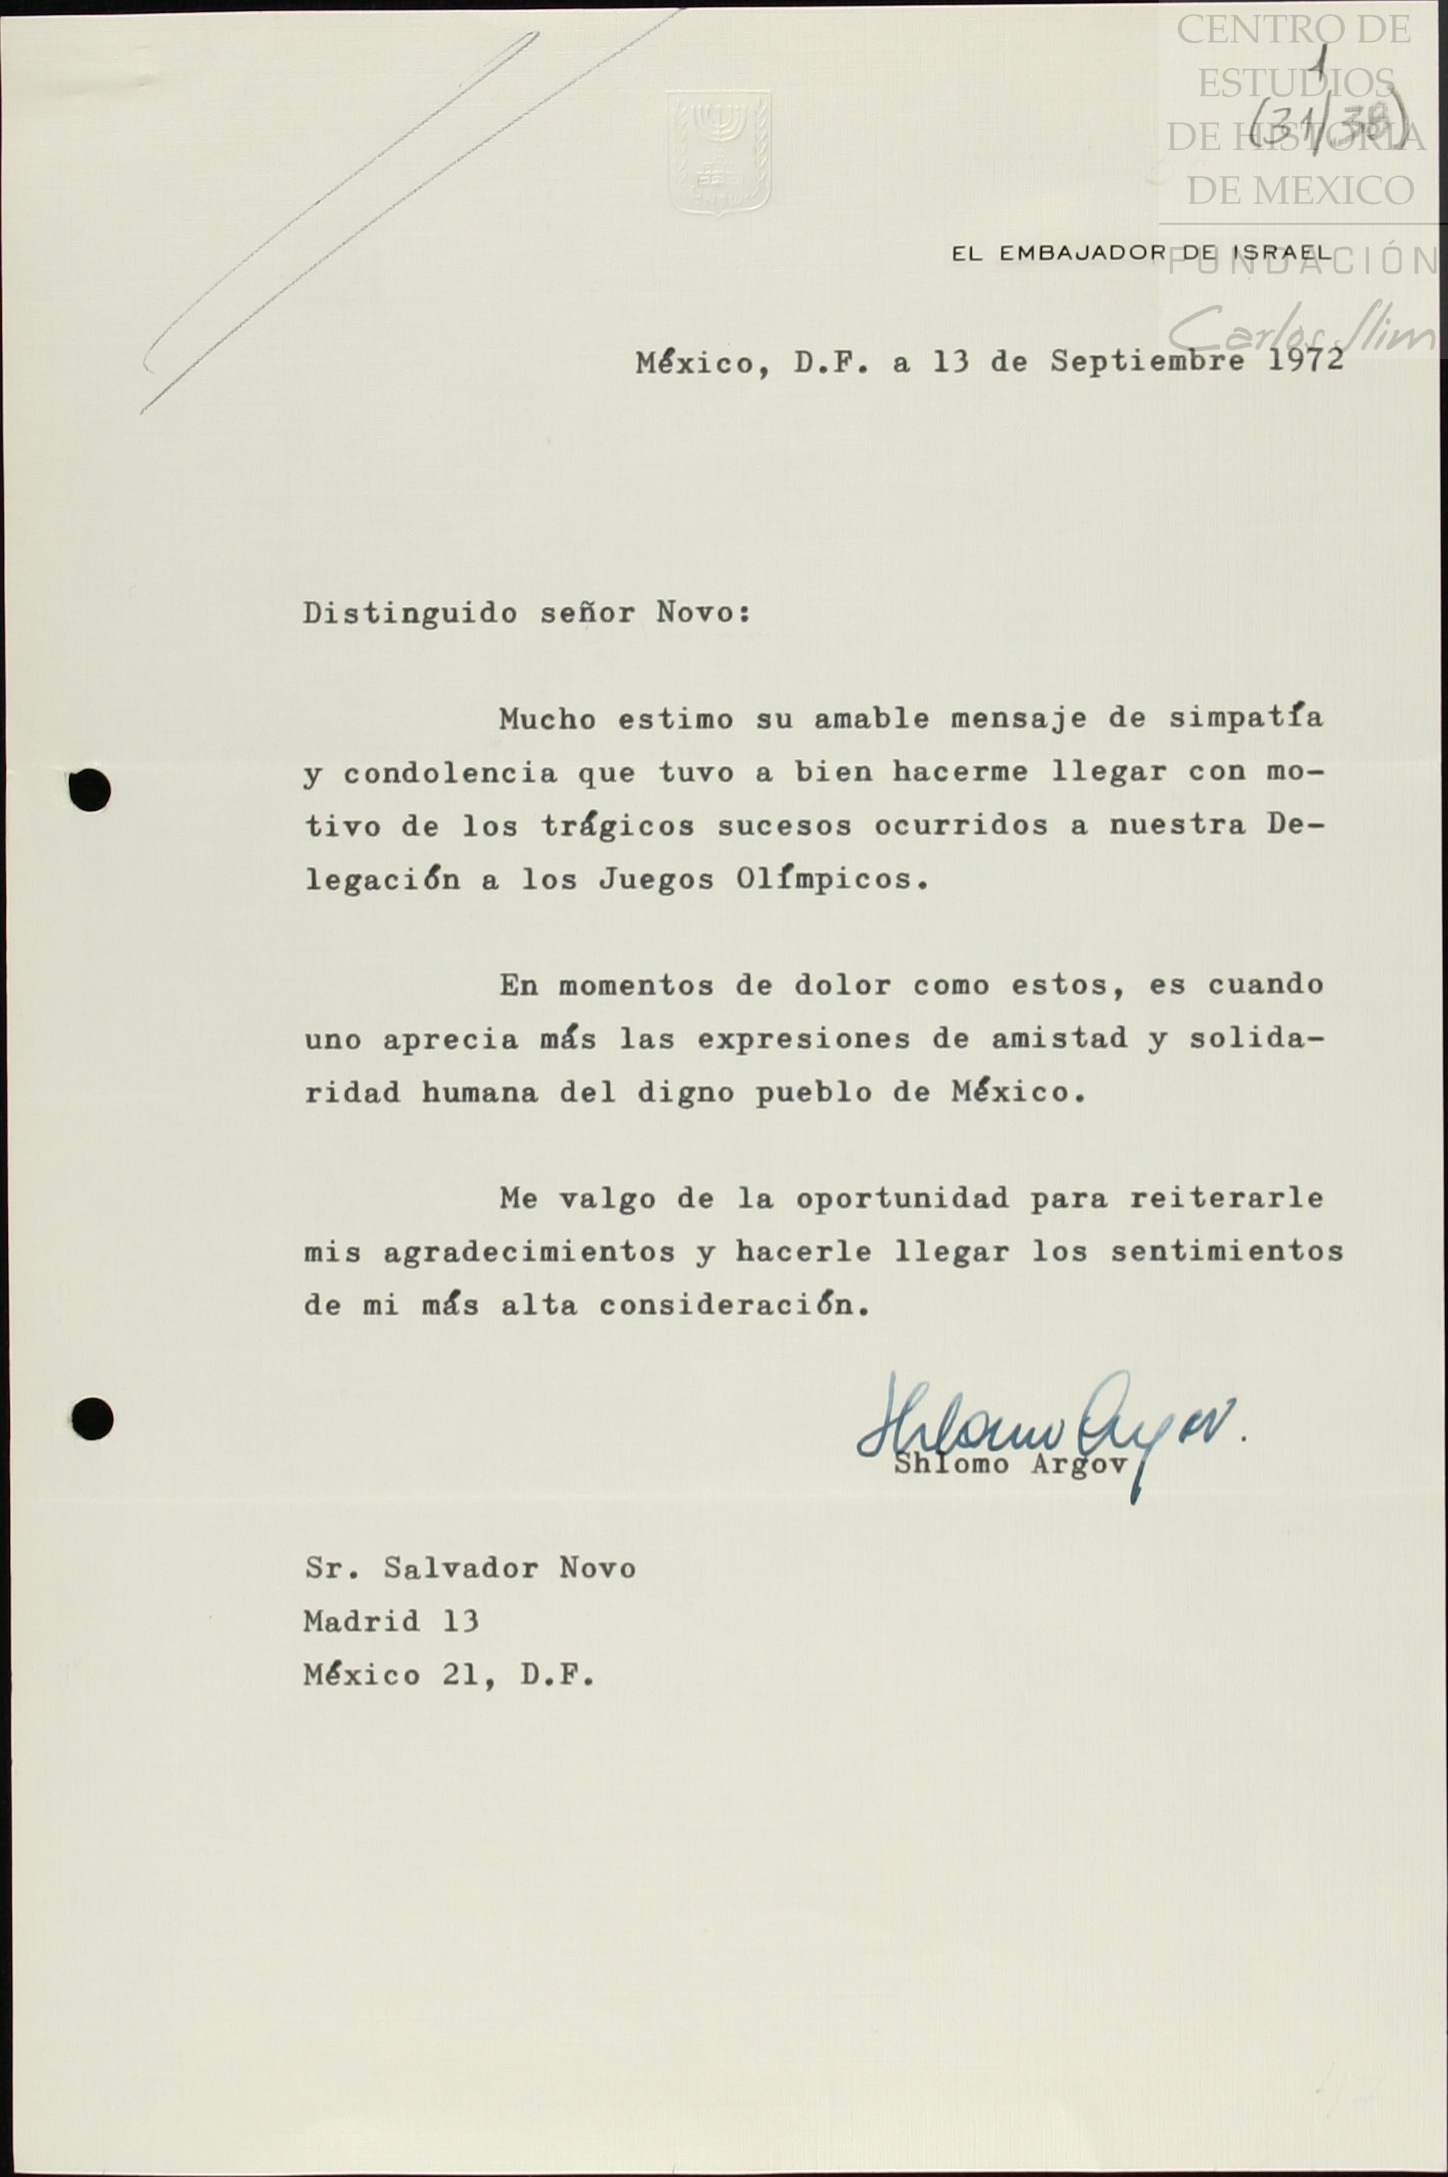 CENTRO DE
ESTUDIOS
DE HISTORIA
DE MEXICO
FUNDACIÓN
Carlos Slim
1
(31/38)
EL EMBAJADOR DE ISRAEL
México, D.F. a 13 de Septiembre 1972
Distinguido señor Novo:
Mucho estimo su amable mensaje de simpatía
y condolencia que tuvo a bien hacerme llegar con mo-
tivo de los trágicos sucesos ocurridos a nuestra De-
legación a los Juegos Olímpicos.
En momentos de dolor como estos, es cuando
uno aprecia más las expresiones de amistad y solida-
ridad humana del digno pueblo de México.
Me valgo de la oportunidad para reiterarle
mis agradecimientos y hacerle llegar los sentimientos
de mi más alta consideración.
Shlomo Argov.
Shlomo Argov
Sr. Salvador Novo
Madrid 13
México 21, D.F.